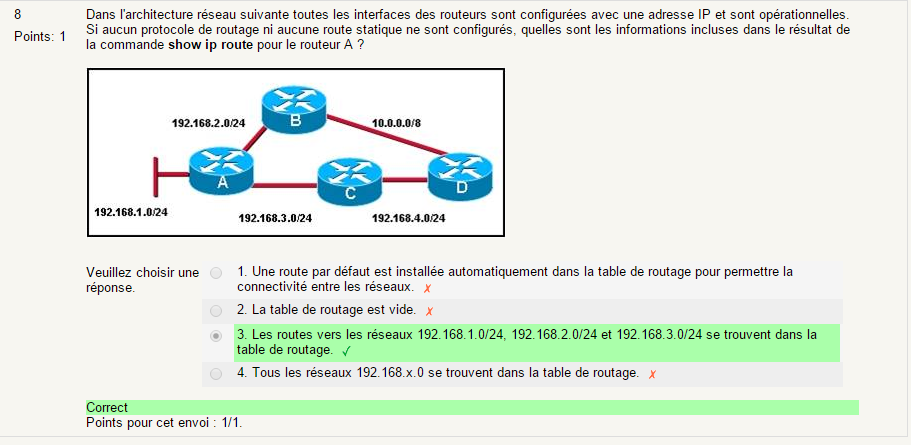 8
Points: 1
Dans l'architecture réseau suivante toutes les interfaces des routeurs sont configurées avec une adresse IP et sont opérationnelles.
Si aucun protocole de routage ni aucune route statique ne sont configurés, quelles sont les informations incluses dans le résultat de
la commande show ip route pour le routeur A ?
192.168.2.0/24
B
10.0.0.0/8
A
C
D
192.168.1.0/24
192.168.3.0/24
192.168.4.0/24
Veuillez choisir une
réponse.
1. Une route par défaut est installée automatiquement dans la table de routage pour permettre la
connectivité entre les réseaux. ✗
2. La table de routage est vide. ✗
3. Les routes vers les réseaux 192.168.1.0/24, 192.168.2.0/24 et 192.168.3.0/24 se trouvent dans la
table de routage. ✓
4. Tous les réseaux 192.168.x.0 se trouvent dans la table de routage. ✗
Correct
Points pour cet envoi : 1/1.